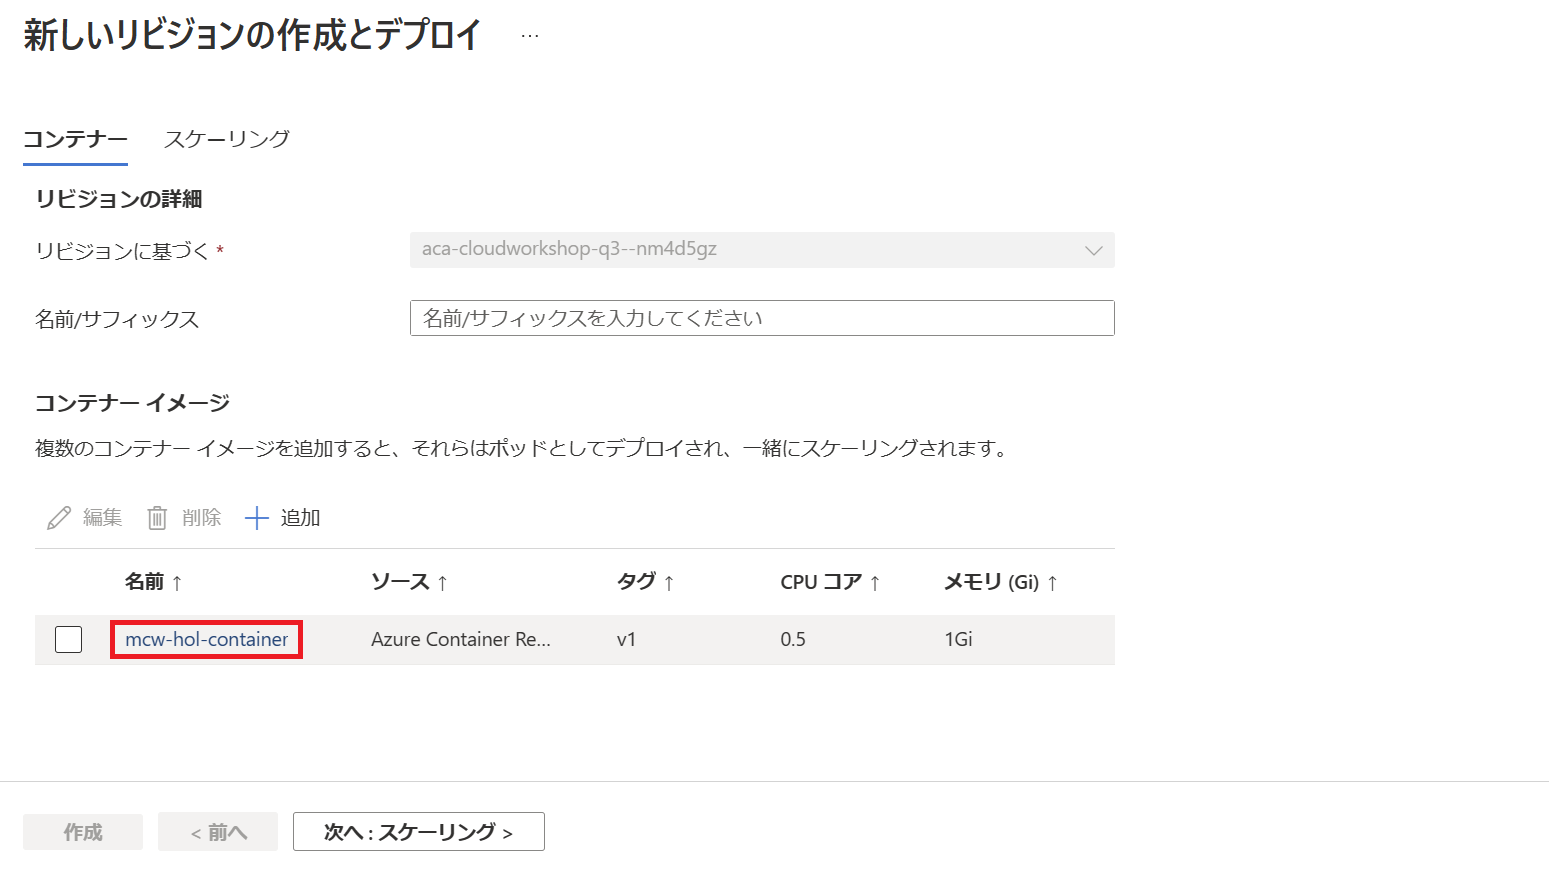 新しいリビジョンの作成とデプロイ …
コンテナー スケーリング
リビジョンの詳細
リビジョンに基づく * aca-cloudworkshop-q3--nm4d5gz
名前/サフィックス 名前/サフィックスを入力してください
コンテナー イメージ
複数のコンテナー イメージを追加すると、それらはポッドとしてデプロイされ、一緒にスケーリングされます。
編集 削除 追加
名前 ↑ ソース ↑ タグ ↑ CPU コア ↑ メモリ (Gi) ↑
mcw-hol-container Azure Container Re... v1 0.5 1Gi
作成 < 前へ 次へ : スケーリング >